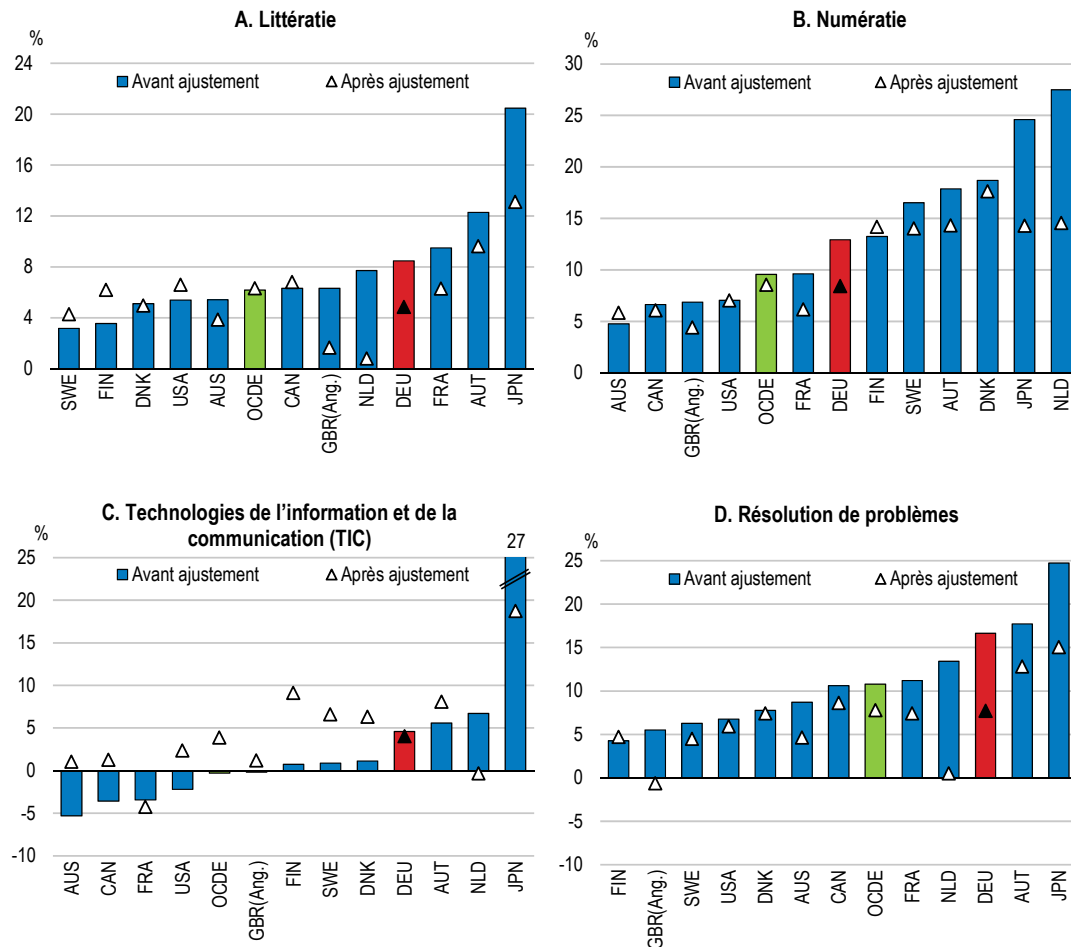 A. Littératie
%
Avant ajustement
Après ajustement
24
20
16
12
8
4
0
SWE
FIN
DNK
USA
AUS
OCDE
CAN
GBR(Ang.)
NLD
DEU
FRA
AUT
JPN
B. Numératie
%
Avant ajustement
Après ajustement
30
25
20
15
10
5
0
AUS
CAN
GBR(Ang.)
USA
OCDE
FRA
DEU
FIN
SWE
AUT
DNK
JPN
NLD
C. Technologies de l'information et de la
communication (TIC)
%
27
Avant ajustement
Après ajustement
25
20
15
10
5
0
-5
-10
AUS
CAN
FRA
USA
OCDE
GBR(Ang.)
FIN
SWE
DNK
DEU
AUT
NLD
JPN
D. Résolution de problèmes
%
Avant ajustement
Après ajustement
25
20
15
10
5
0
-5
-10
FIN
GBR(Ang.)
SWE
USA
DNK
AUS
CAN
OCDE
FRA
NLD
DEU
AUT
JPN